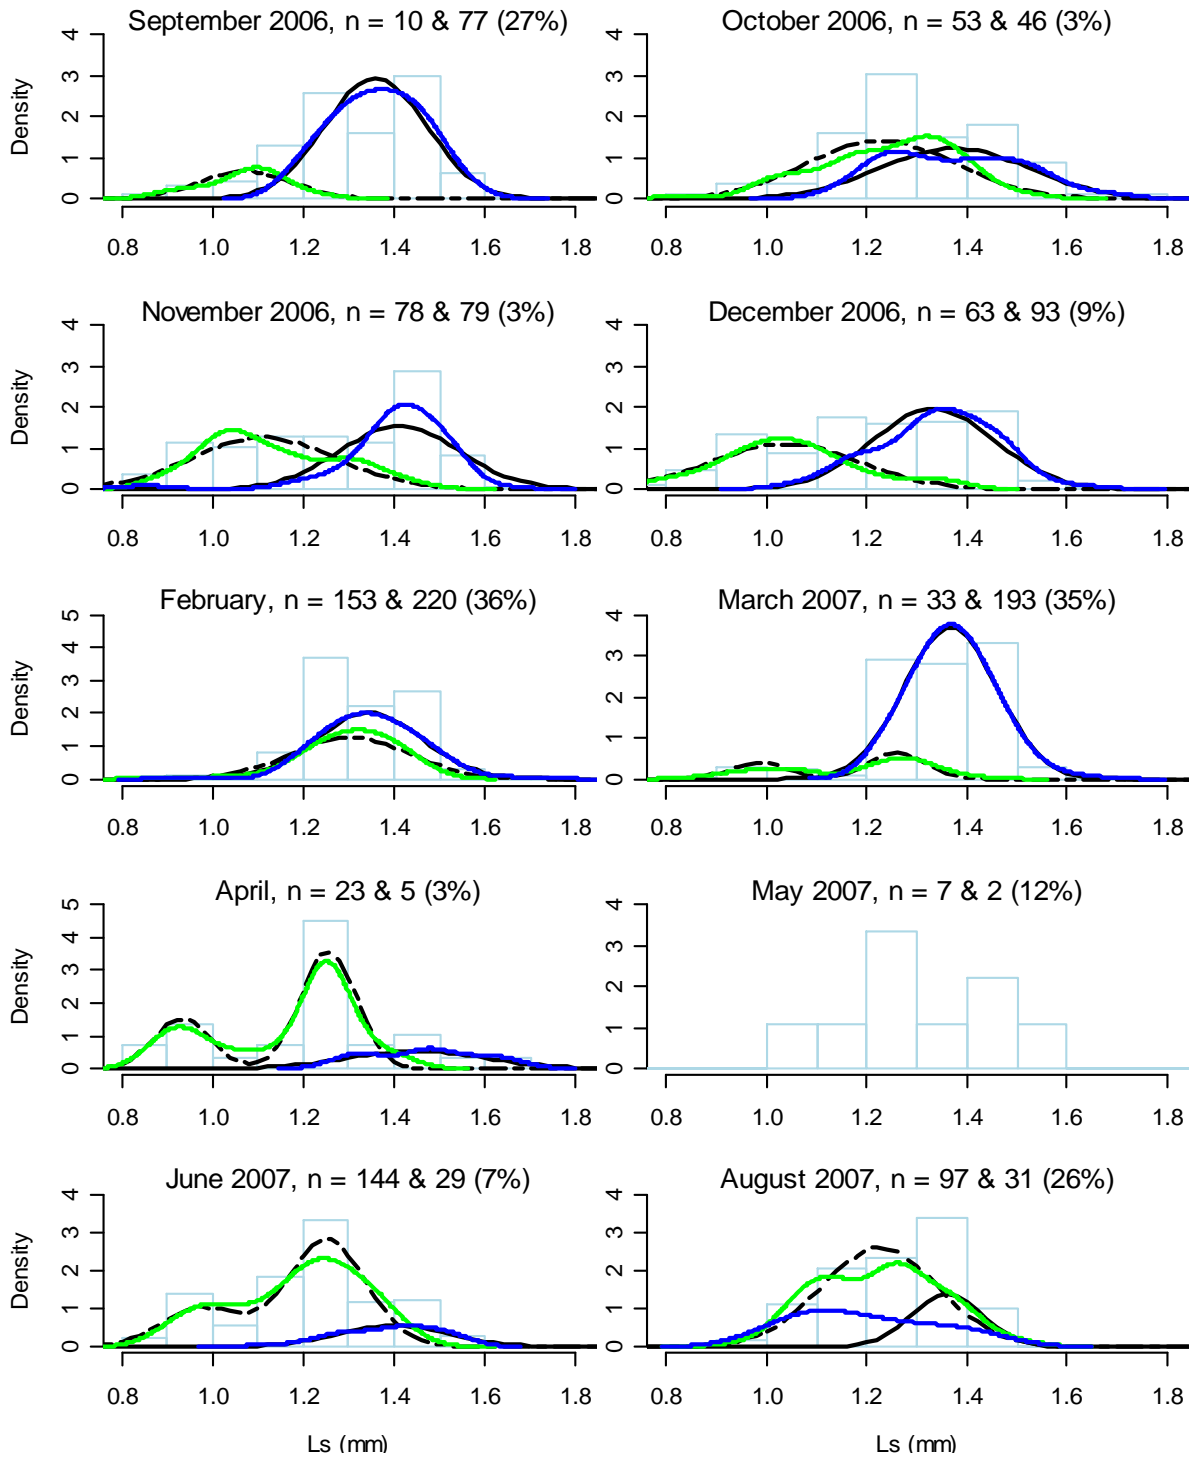 September 2006, n = 10 & 77 (27%)
Density
0 1 2 3 4
0.8 1.0 1.2 1.4 1.6 1.8
October 2006, n = 53 & 46 (3%)
0 1 2 3 4
0.8 1.0 1.2 1.4 1.6 1.8
November 2006, n = 78 & 79 (3%)
Density
0 1 2 3 4
0.8 1.0 1.2 1.4 1.6 1.8
December 2006, n = 63 & 93 (9%)
0 1 2 3 4
0.8 1.0 1.2 1.4 1.6 1.8
February, n = 153 & 220 (36%)
Density
0 1 2 3 4 5
0.8 1.0 1.2 1.4 1.6 1.8
March 2007, n = 33 & 193 (35%)
0 1 2 3 4
0.8 1.0 1.2 1.4 1.6 1.8
April, n = 23 & 5 (3%)
Density
0 1 2 3 4 5
0.8 1.0 1.2 1.4 1.6 1.8
May 2007, n = 7 & 2 (12%)
0 1 2 3 4
0.8 1.0 1.2 1.4 1.6 1.8
June 2007, n = 144 & 29 (7%)
Density
0 1 2 3 4
0.8 1.0 1.2 1.4 1.6 1.8
Ls (mm)
August 2007, n = 97 & 31 (26%)
0 1 2 3 4
0.8 1.0 1.2 1.4 1.6 1.8
Ls (mm)